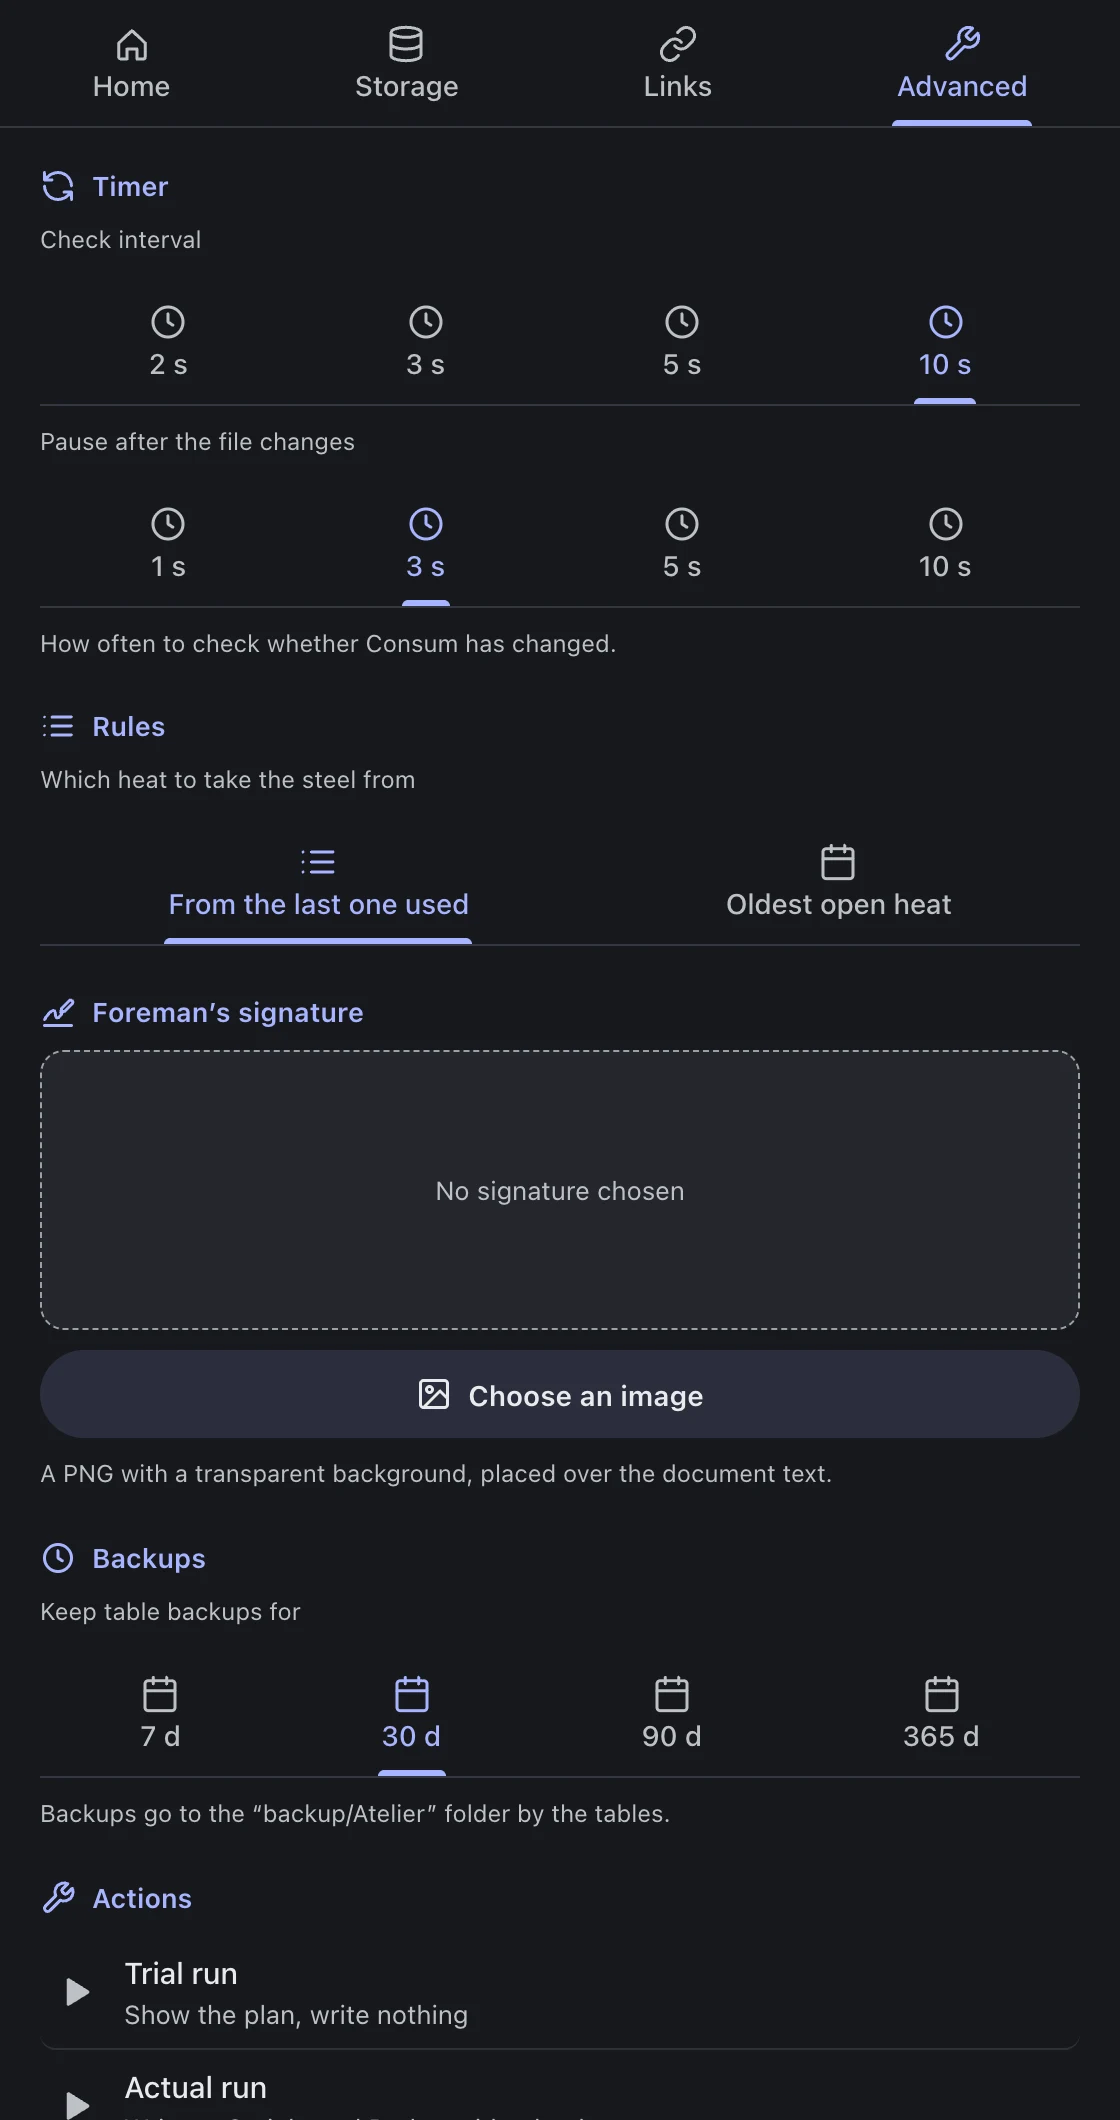 Home
Storage
Links
Advanced
Timer
Check interval
2 s
3 s
5 s
10 s
Pause after the file changes
1 s
3 s
5 s
10 s
How often to check whether Consum has changed.
Rules
Which heat to take the steel from
From the last one used
Oldest open heat
Foreman’s signature
No signature chosen
Choose an image
A PNG with a transparent background, placed over the document text.
Backups
Keep table backups for
7 d
30 d
90 d
365 d
Backups go to the “backup/Atelier” folder by the tables.
Actions
Trial run
Show the plan, write nothing
Actual run